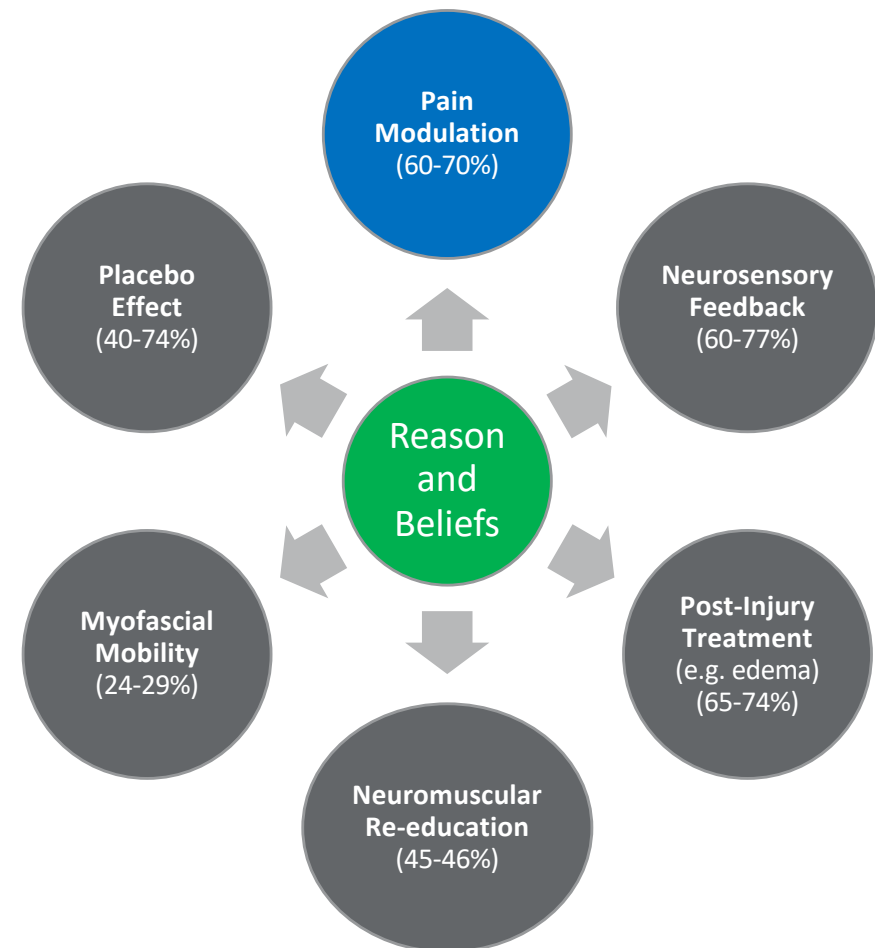 Pain
Modulation
(60-70%)
Neurosensory
Feedback
(60-77%)
Post-Injury
Treatment
(e.g. edema)
(65-74%)
Neuromuscular
Re-education
(45-46%)
Myofascial
Mobility
(24-29%)
Placebo
Effect
(40-74%)
Reason
and
Beliefs